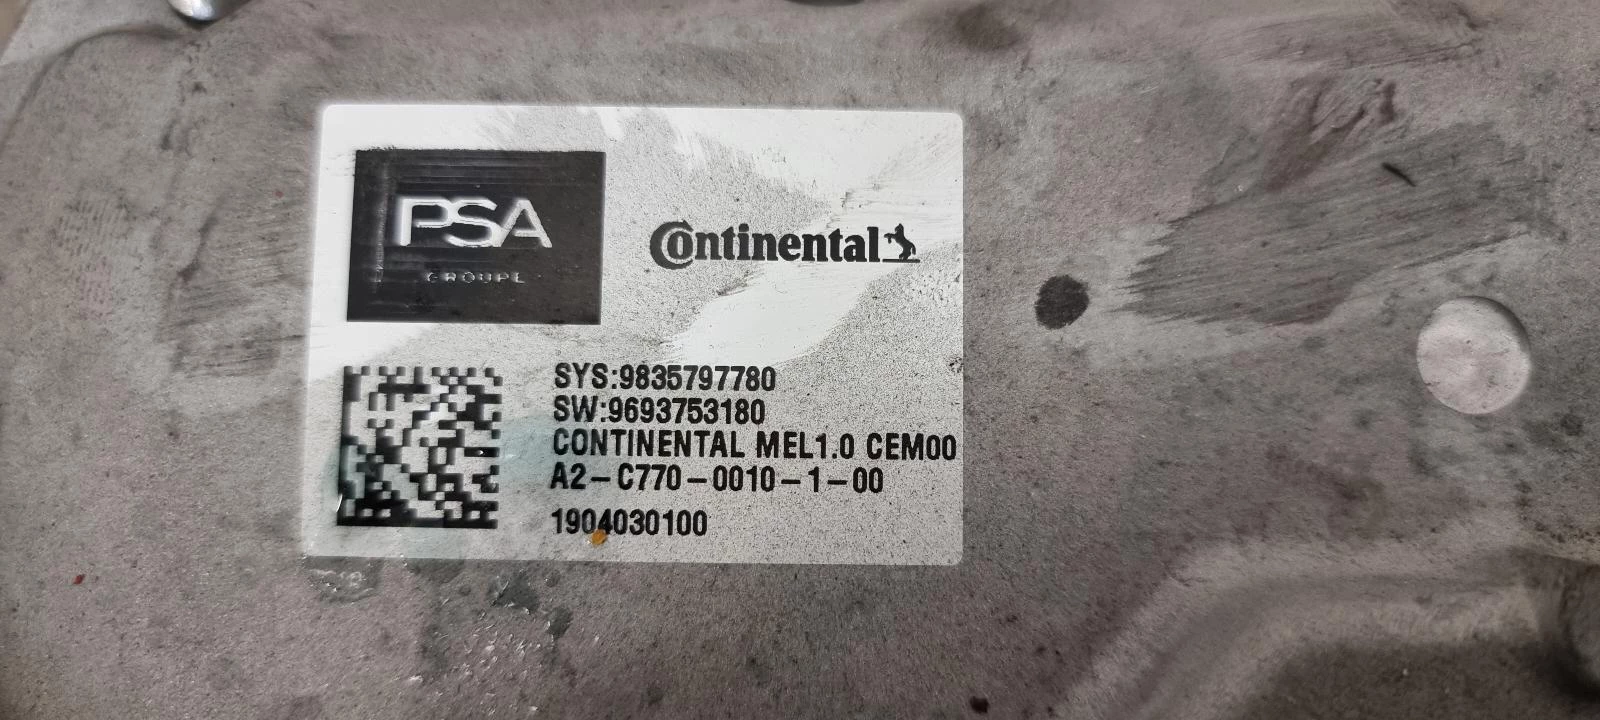 PSA
GROUPE
Continental
SYS:9835797780
SW:9693753180
CONTINENTAL MEL1.0 CEM00
A2-C770-0010-1-00
1904030100